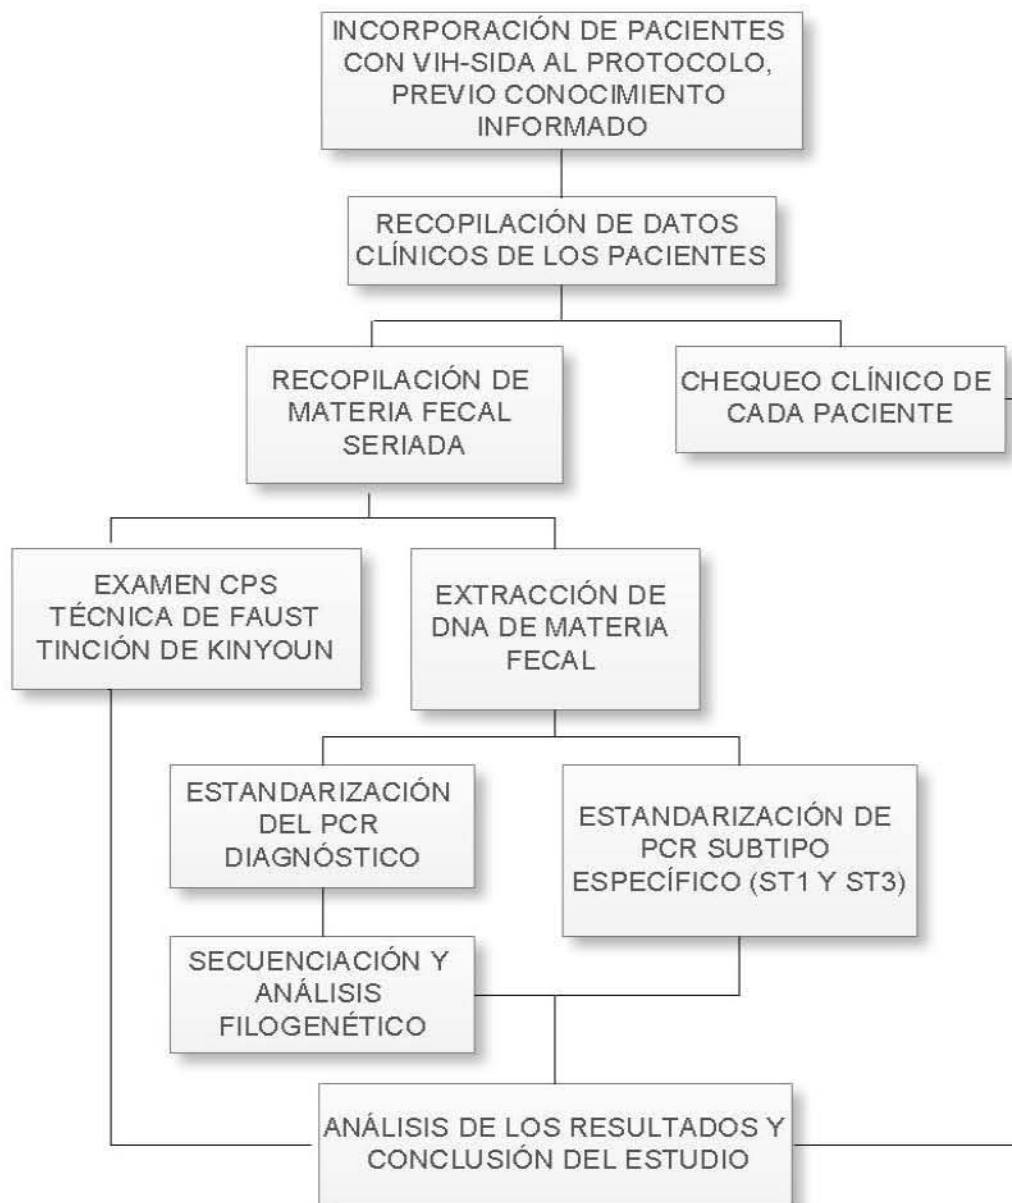 INCORPORACIÓN DE PACIENTES
CON VIH-SIDA AL PROTOCOLO,
PREVIO CONOCIMIENTO
INFORMADO
RECOPILACIÓN DE DATOS
CLÍNICOS DE LOS PACIENTES
RECOPILACIÓN DE
MATERIA FECAL
SERIADA
CHEQUEO CLÍNICO DE
CADA PACIENTE
EXAMEN CPS
TÉCNICA DE FAUST
TINCIÓN DE KINYOUN
EXTRACCIÓN DE
DNA DE MATERIA
FECAL
ESTANDARIZACIÓN
DEL PCR
DIAGNÓSTICO
ESTANDARIZACIÓN DE
PCR SUBTIPO
ESPECÍFICO (ST1 Y ST3)
SECUENCIACIÓN Y
ANÁLISIS
FILOGENÉTICO
ANÁLISIS DE LOS RESULTADOS Y
CONCLUSIÓN DEL ESTUDIO